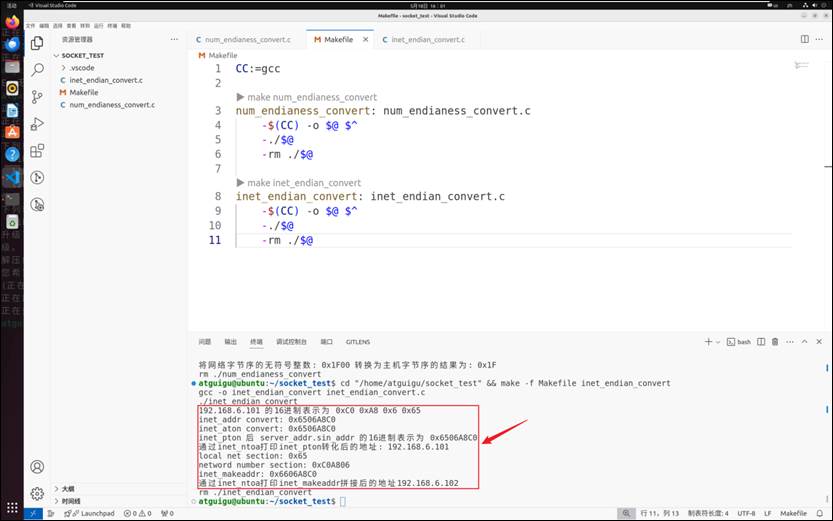 活动
Visual Studio Code
5月18日 16:01
Makefile - socket_test - Visual Studio Code
文件 编辑 选择 查看 转到 运行 终端 帮助
资源管理器
SOCKET_TEST
.vscode
inet_endian_convert.c
Makefile
num_endianess_convert.c
大纲
时间线
num_endianess_convert.c
Makefile
inet_endian_convert.c
Makefile
1 CC:=gcc
2
make num_endianess_convert
3 num_endianess_convert: num_endianess_convert.c
4 -$(CC) -o $@ $^
5 -./$@
6 -rm ./$@
7
make inet_endian_convert
8 inet_endian_convert: inet_endian_convert.c
9 -$(CC) -o $@ $^
10 -./$@
11 -rm ./$@
问题 输出 终端 调试控制台 端口 GITLENS
bash
将网络字节序的无符号整数: 0x1F00 转换为主机字节序的结果为: 0x1F
rm ./num_endianess_convert
atguigu@ubuntu:~/socket_test$ cd "/home/atguigu/socket_test" && make -f Makefile inet_endian_convert
gcc -o inet_endian_convert inet_endian_convert.c
./inet_endian_convert
192.168.6.101 的16进制表示为 0xC0 0xA8 0x6 0x65
inet_addr convert: 0x6506A8C0
inet_aton convert: 0x6506A8C0
inet_pton 后 server_addr.sin_addr 的16进制表示为 0x6506A8C0
通过inet_ntoa打印inet_pton转化后的地址: 192.168.6.101
local net section: 0x65
netword number section: 0xC0A806
inet_makeaddr: 0x6606A8C0
通过inet_ntoa打印inet_makeaddr拼接后的地址192.168.6.102
rm ./inet_endian_convert
atguigu@ubuntu:~/socket_test$
Launchpad
0 0
0
行 11，列 13
制表符长度: 4
UTF-8
LF
Makefile